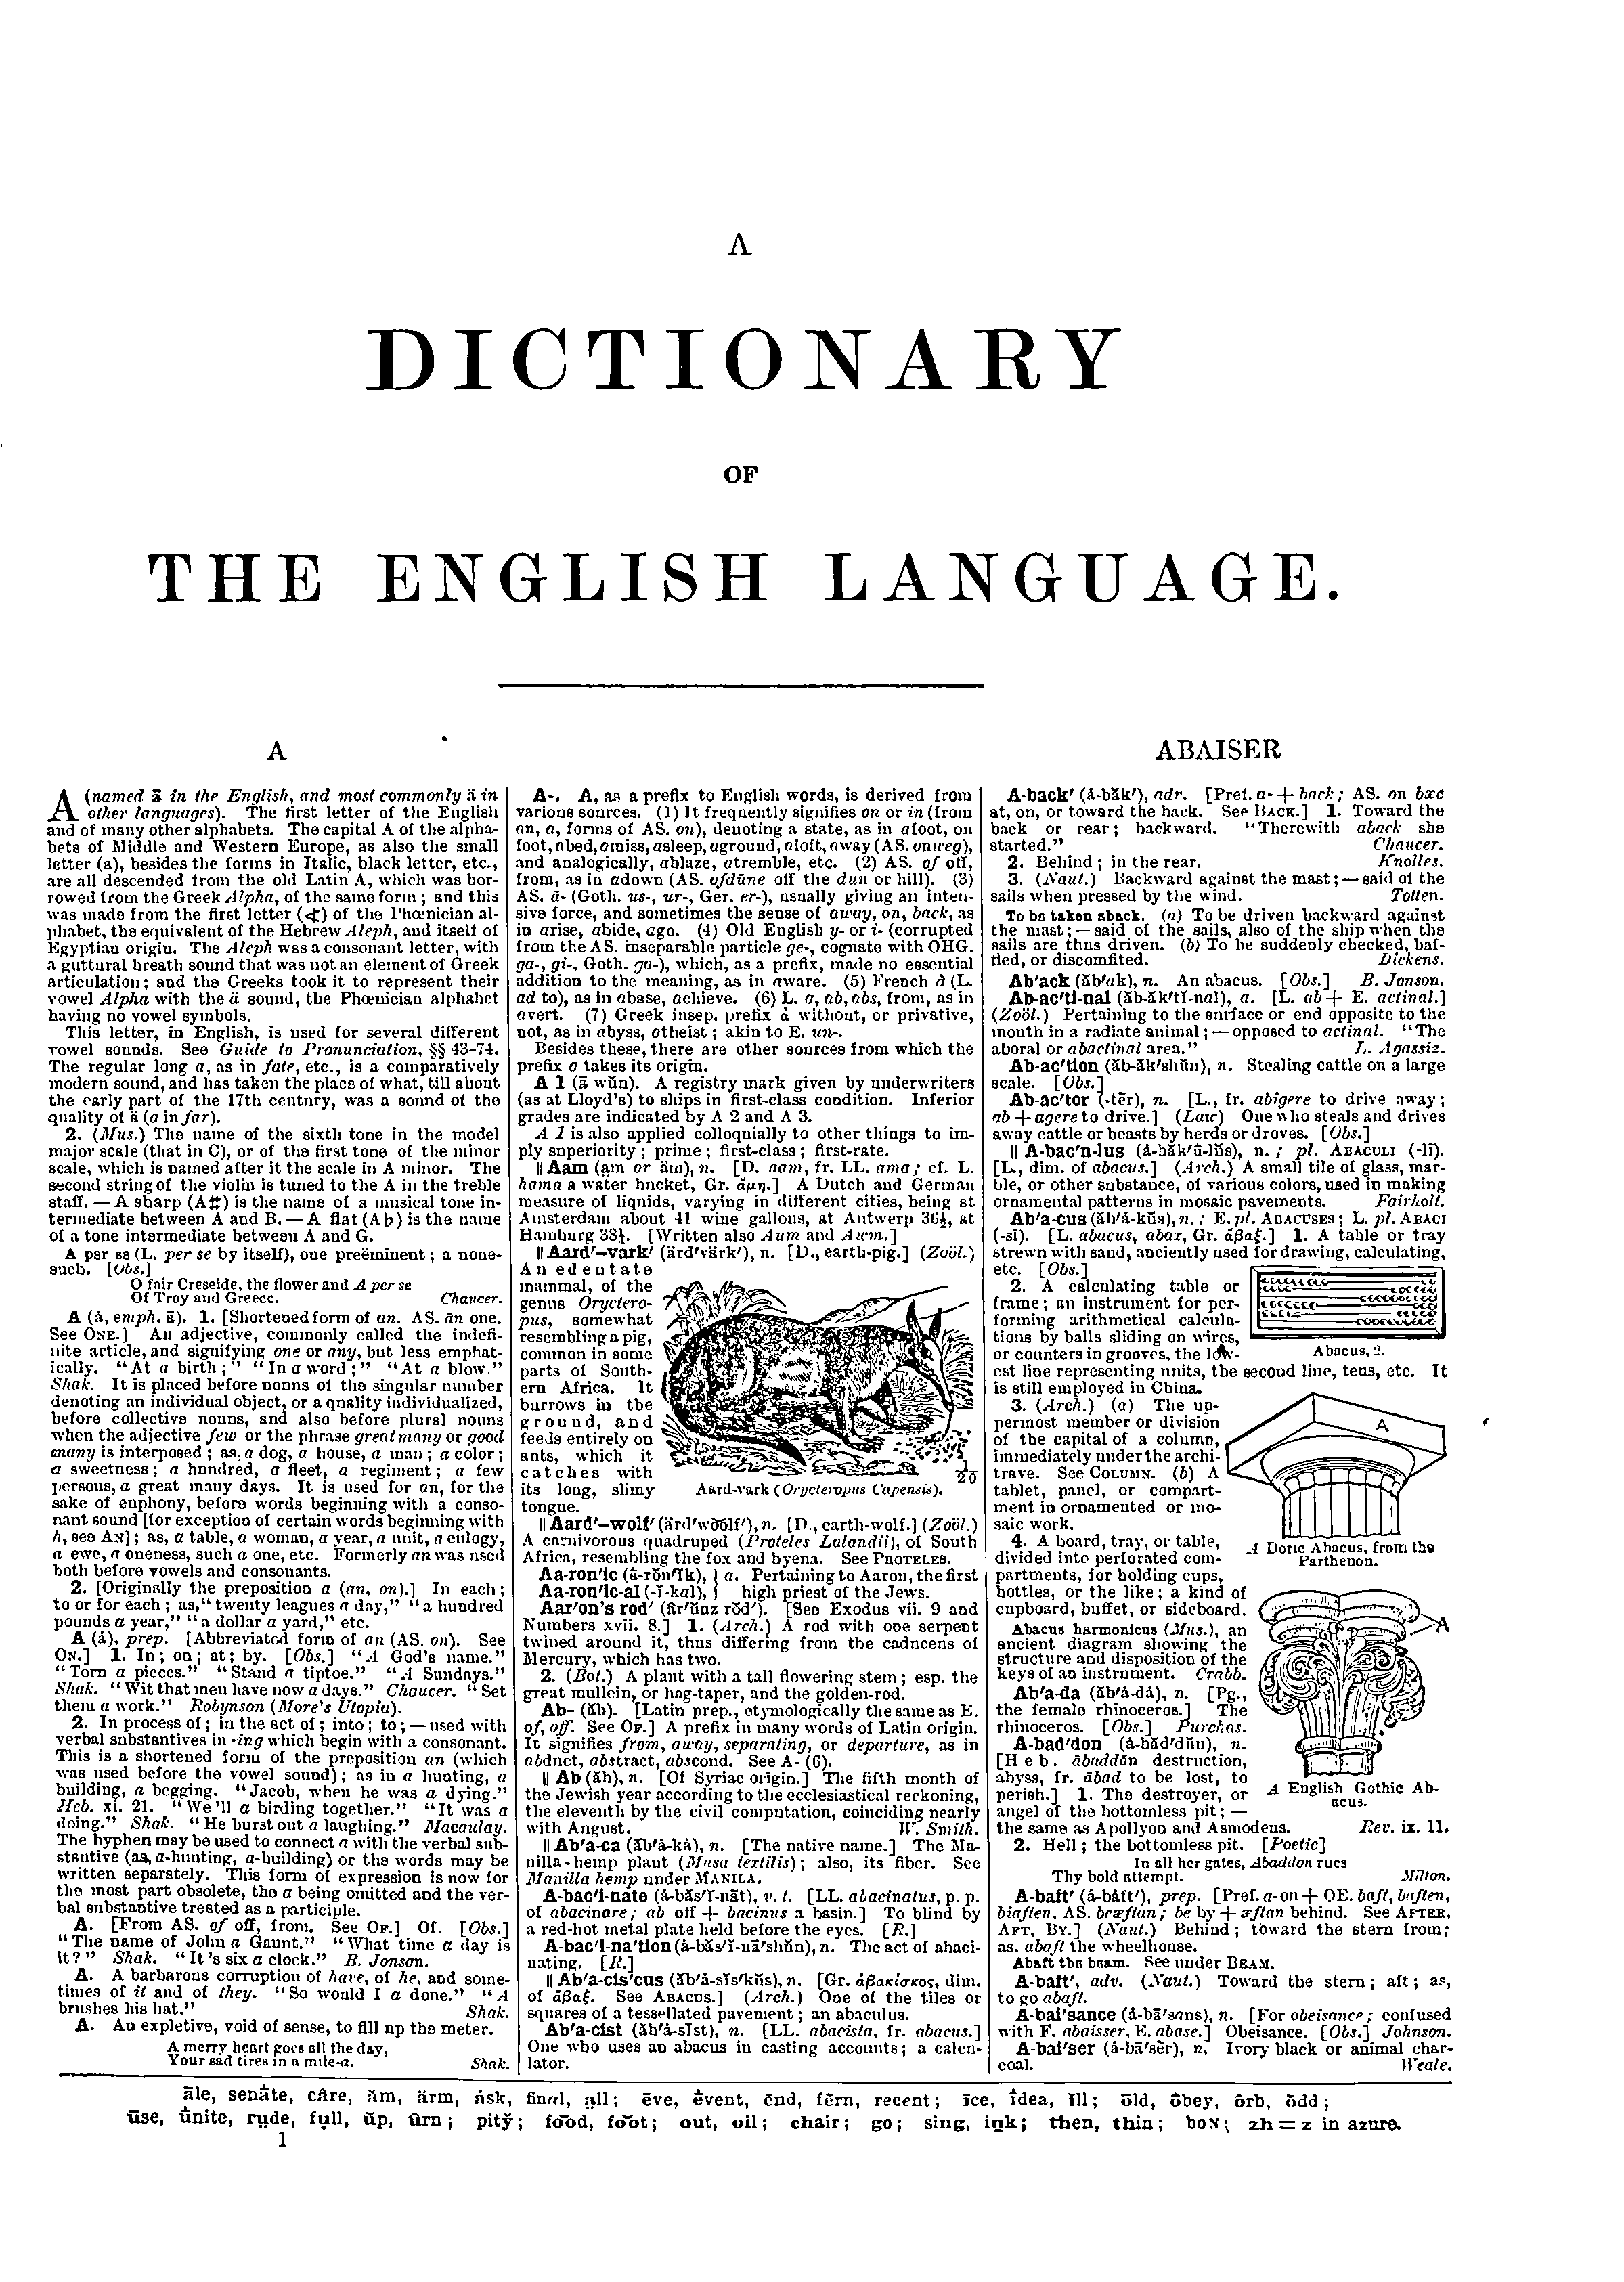 A
DICTIONARY
OF
THE ENGLISH LANGUAGE.
A
ABAISER
A (named ā in the English, and most commonly ä in
other languages). The first letter of the English
and of many other alphabets. The capital A of the alpha-
bets of Middle and Western Europe, as also the small
letter (a), besides the forms in Italic, black letter, etc.,
are all descended from the old Latin A, which was bor-
rowed from the Greek Alpha, of the same form; and this
was made from the first letter (∢) of the Phœnician al-
phabet, the equivalent of the Hebrew Aleph, and itself of
Egyptian origin. The Aleph was a consonant letter, with
a guttural breath sound that was not an element of Greek
articulation; and the Greeks took it to represent their
vowel Alpha with the ä sound, the Phœnician alphabet
having no vowel symbols.
This letter, in English, is used for several different
vowel sounds. See Guide to Pronunciation, §§ 43-74.
The regular long a, as in fate, etc., is a comparatively
modern sound, and has taken the place of what, till about
the early part of the 17th century, was a sound of the
quality of ä (a in far).
2. (Mus.) The name of the sixth tone in the model
major scale (that in C), or of the first tone of the minor
scale, which is named after it the scale in A minor. The
second string of the violin is tuned to the A in the treble
staff. — A sharp (A♯) is the name of a musical tone in-
termediate between A and B. — A flat (A♭) is the name
of a tone intermediate between A and G.
A per se (L. per se by itself), one preëminent; a none-
such. [Obs.]
O fair Creseide, the flower and A per se
Of Troy and Greece. Chaucer.
A (ȧ, emph. ā). 1. [Shortened form of an. AS. ān one.
See ONE.] An adjective, commonly called the indefi-
nite article, and signifying one or any, but less emphat-
ically. "At a birth;" "In a word;" "At a blow."
Shak. It is placed before nouns of the singular number
denoting an individual object, or a quality individualized,
before collective nouns, and also before plural nouns
when the adjective few or the phrase great many or good
many is interposed; as, a dog, a house, a man; a color;
a sweetness; a hundred, a fleet, a regiment; a few
persons, a great many days. It is used for an, for the
sake of euphony, before words beginning with a conso-
nant sound [for exception of certain words beginning with
h, see AN]; as, a table, a woman, a year, a unit, a eulogy,
a ewe, a oneness, such a one, etc. Formerly an was used
both before vowels and consonants.
2. [Originally the preposition a (an, on).] In each;
to or for each; as, "twenty leagues a day," "a hundred
pounds a year," "a dollar a yard," etc.
A (ȧ), prep. [Abbreviated form of an (AS. on). See
ON.] 1. In; on; at; by. [Obs.] "A God's name."
"Torn a pieces." "Stand a tiptoe." "A Sundays."
Shak. "Wit that men have now a days." Chaucer. "Set
them a work." Robynson (More's Utopia).
2. In process of; in the act of; into; to; — used with
verbal substantives in -ing which begin with a consonant.
This is a shortened form of the preposition an (which
was used before the vowel sound); as in a hunting, a
building, a begging. "Jacob, when he was a dying."
Heb. xi. 21. "We'll a birding together." "It was a
doing." Shak. "He burst out a laughing." Macaulay.
The hyphen may be used to connect a with the verbal sub-
stantive (as, a-hunting, a-building) or the words may be
written separately. This form of expression is now for
the most part obsolete, the a being omitted and the ver-
bal substantive treated as a participle.
A. [From AS. of off, from. See OF.] Of. [Obs.]
"The name of John a Gaunt." "What time a day is
it?" Shak. "It's six a clock." B. Jonson.
A. A barbarous corruption of have, of he, and some-
times of it and of they. "So would I a done." "A
brushes his hat." Shak.
A. An expletive, void of sense, to fill up the meter.
A merry heart goes all the day,
Your sad tires in a mile-a. Shak.
A-. A, as a prefix to English words, is derived from
various sources. (1) It frequently signifies on or in (from
an, a, forms of AS. on), denoting a state, as in afoot, on
foot, abed, amiss, asleep, aground, aloft, away (AS. onweg),
and analogically, ablaze, atremble, etc. (2) AS. of off,
from, as in adown (AS. ofdūne off the dun or hill). (3)
AS. ā- (Goth. us-, ur-, Ger. er-), usually giving an inten-
sive force, and sometimes the sense of away, on, back, as
in arise, abide, ago. (4) Old English y- or i- (corrupted
from the AS. inseparable particle ge-, cognate with OHG.
ga-, gi-, Goth. ga-), which, as a prefix, made no essential
addition to the meaning, as in aware. (5) French à (L.
ad to), as in abase, achieve. (6) L. a, ab, abs, from, as in
avert. (7) Greek insep. prefix ἀ without, or privative,
not, as in abyss, atheist; akin to E. un-.
Besides these, there are other sources from which the
prefix a takes its origin.
A 1 (ā wŭn). A registry mark given by underwriters
(as at Lloyd's) to ships in first-class condition. Inferior
grades are indicated by A 2 and A 3.
A 1 is also applied colloquially to other things to im-
ply superiority; prime; first-class; first-rate.
‖ Aam (a̤m or äm), n. [D. aam, fr. LL. ama; cf. L.
hama a water bucket, Gr. ἄμη.] A Dutch and German
measure of liquids, varying in different cities, being at
Amsterdam about 41 wine gallons, at Antwerp 36½, at
Hamburg 38¼. [Written also Aum and Awm.]
‖ Aard′-vark′ (ärd′värk′), n. [D., earth-pig.] (Zoöl.)
An edentate
mammal, of the
genus Oryctero-
pus, somewhat
resembling a pig,
common in some
parts of South-
ern Africa. It
burrows in the
ground, and
feeds entirely on
ants, which it
catches with
its long, slimy
tongue.
1/20
Aard-vark (Orycteropus Capensis).
‖ Aard′-wolf′ (ärd′wo͝olf′), n. [D., earth-wolf.] (Zoöl.)
A carnivorous quadruped (Proteles Lalandii), of South
Africa, resembling the fox and hyena. See PROTELES.
Aa-ron′ic (â-rŏn′ĭk), } a. Pertaining to Aaron, the first
Aa-ron′ic-al (-ĭ-kal), } high priest of the Jews.
Aar′on's rod′ (âr′ŭnz rŏd′). [See Exodus vii. 9 and
Numbers xvii. 8.] 1. (Arch.) A rod with one serpent
twined around it, thus differing from the caduceus of
Mercury, which has two.
2. (Bot.) A plant with a tall flowering stem; esp. the
great mullein, or hag-taper, and the golden-rod.
Ab- (ăb). [Latin prep., etymologically the same as E.
of, off. See OF.] A prefix in many words of Latin origin.
It signifies from, away, separating, or departure, as in
abduct, abstract, abscond. See A- (6).
‖ Ab (ăb), n. [Of Syriac origin.] The fifth month of
the Jewish year according to the ecclesiastical reckoning,
the eleventh by the civil computation, coinciding nearly
with August. W. Smith.
‖ Ab′a-ca (ăb′ȧ-kȧ), n. [The native name.] The Ma-
nilla-hemp plant (Musa textilis); also, its fiber. See
Manilla hemp under MANILA.
A-bac′i-nate (ȧ-băs′ĭ-nāt), v. t. [LL. abacinatus, p. p.
of abacinare; ab off + bacinus a basin.] To blind by
a red-hot metal plate held before the eyes. [R.]
A-bac′i-na′tion (ȧ-băs′ĭ-nā′shŭn), n. The act of abaci-
nating. [R.]
‖ Ab′a-cis′cus (ăb′ȧ-sĭs′kŭs), n. [Gr. ἀβακίσκος, dim.
of ἄβαξ. See ABACUS.] (Arch.) One of the tiles or
squares of a tessellated pavement; an abaculus.
Ab′a-cist (ăb′ȧ-sĭst), n. [LL. abacista, fr. abacus.]
One who uses an abacus in casting accounts; a calcu-
lator.
A-back′ (ȧ-băk′), adv. [Pref. a- + back; AS. on bæc
at, on, or toward the back. See BACK.] 1. Toward the
back or rear; backward. "Therewith aback she
started." Chaucer.
2. Behind; in the rear. Knolles.
3. (Naut.) Backward against the mast; — said of the
sails when pressed by the wind. Totten.
To be taken aback. (a) To be driven backward against
the mast; — said of the sails, also of the ship when the
sails are thus driven. (b) To be suddenly checked, baf-
fled, or discomfited. Dickens.
Ab′ack (ăb′ak), n. An abacus. [Obs.] B. Jonson.
Ab-ac′ti-nal (ăb-ăk′tĭ-nal), a. [L. ab + E. actinal.]
(Zoöl.) Pertaining to the surface or end opposite to the
mouth in a radiate animal; — opposed to actinal. "The
aboral or abactinal area." L. Agassiz.
Ab-ac′tion (ăb-ăk′shŭn), n. Stealing cattle on a large
scale. [Obs.]
Ab-ac′tor (-tẽr), n. [L., fr. abigere to drive away;
ab + agere to drive.] (Law) One who steals and drives
away cattle or beasts by herds or droves. [Obs.]
‖ A-bac′u-lus (ȧ-băk′û-lŭs), n.; pl. ABACULI (-lī).
[L., dim. of abacus.] (Arch.) A small tile of glass, mar-
ble, or other substance, of various colors, used in making
ornamental patterns in mosaic pavements. Fairholt.
Ab′a-cus (ăb′ȧ-kŭs), n.; E. pl. ABACUSES; L. pl. ABACI
(-sī). [L. abacus, abax, Gr. ἄβαξ.] 1. A table or tray
strewn with sand, anciently used for drawing, calculating,
etc. [Obs.]
2. A calculating table or
frame; an instrument for per-
forming arithmetical calcula-
tions by balls sliding on wires,
or counters in grooves, the low-
Abacus, 2.
est line representing units, the second line, tens, etc. It
is still employed in China.
3. (Arch.) (a) The up-
permost member or division
of the capital of a column,
immediately under the archi-
trave. See COLUMN. (b) A
tablet, panel, or compart-
ment in ornamented or mo-
saic work.
A
A Doric Abacus, from the
Parthenon.
4. A board, tray, or table,
divided into perforated com-
partments, for holding cups,
bottles, or the like; a kind of
cupboard, buffet, or sideboard.
Abacus harmonicus (Mus.), an
ancient diagram showing the
structure and disposition of the
keys of an instrument. Crabb.
Ab′a-da (ăb′ȧ-dȧ), n. [Pg.,
the female rhinoceros.] The
rhinoceros. [Obs.] Purchas.
A-bad′don (ȧ-băd′dŭn), n.
[Heb. ābaddōn destruction,
abyss, fr. ābad to be lost, to
perish.] 1. The destroyer, or
angel of the bottomless pit; —
A
A English Gothic Ab-
acus.
the same as Apollyon and Asmodeus. Rev. ix. 11.
2. Hell; the bottomless pit. [Poetic]
In all her gates, Abaddon rues
Thy bold attempt. Milton.
A-baft′ (ȧ-bȧft′), prep. [Pref. a-on + OE. baft, baften,
biaften, AS. beæftan; be by + æftan behind. See AFTER,
AFT, BY.] (Naut.) Behind; toward the stern from;
as, abaft the wheelhouse.
Abaft the beam. See under BEAM.
A-baft′, adv. (Naut.) Toward the stern; aft; as,
to go abaft.
A-bai′sance (ȧ-bā′sans), n. [For obeisance; confused
with F. abaisser, E. abase.] Obeisance. [Obs.] Johnson.
A-bai′ser (ȧ-bā′sẽr), n. Ivory black or animal char-
coal. Weale.
āle, senâte, câre, ăm, ärm, ȧsk, final, a̤ll; ēve, êvent, ĕnd, fẽrn, recent; īce, îdea, ĭll; ōld, ôbey, ôrb, ŏdd;
ūse, ûnite, rụde, fụll, ŭp, ûrn; pitў; fo͞od, fo͝ot; out, oil; chair; go; sing, iṉk; then, thin; boN; zh = z in azure.
1